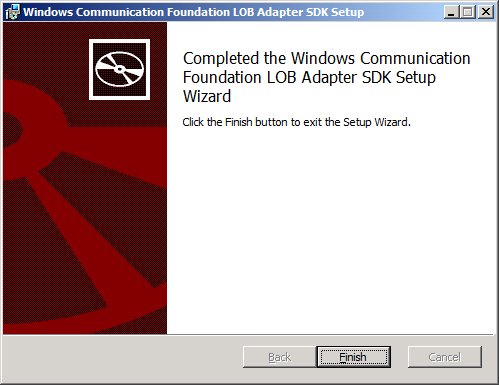 Windows Communication Foundation LOB Adapter SDK Setup
Completed the Windows Communication
Foundation LOB Adapter SDK Setup
Wizard
Click the Finish button to exit the Setup Wizard.
Back
Finish
Cancel